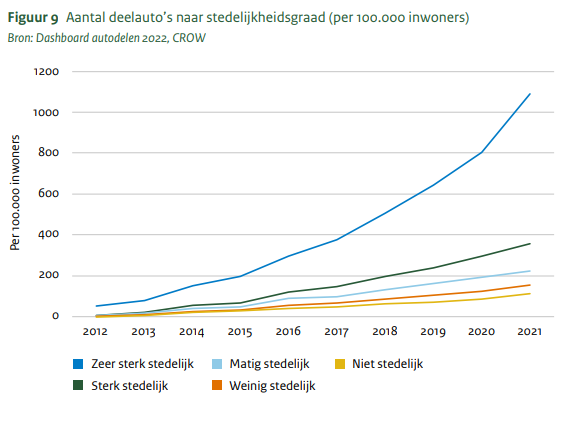 Figuur 9 Aantal deelauto's naar stedelijkheidsgraad (per 100.000 inwoners)
Bron: Dashboard autodelen 2022, CROW
Per 100.000 inwoners
1200
1000
800
600
400
200
0
2012 2013 2014 2015 2016 2017 2018 2019 2020 2021
Zeer sterk stedelijk Matig stedelijk Niet stedelijk
Sterk stedelijk Weinig stedelijk